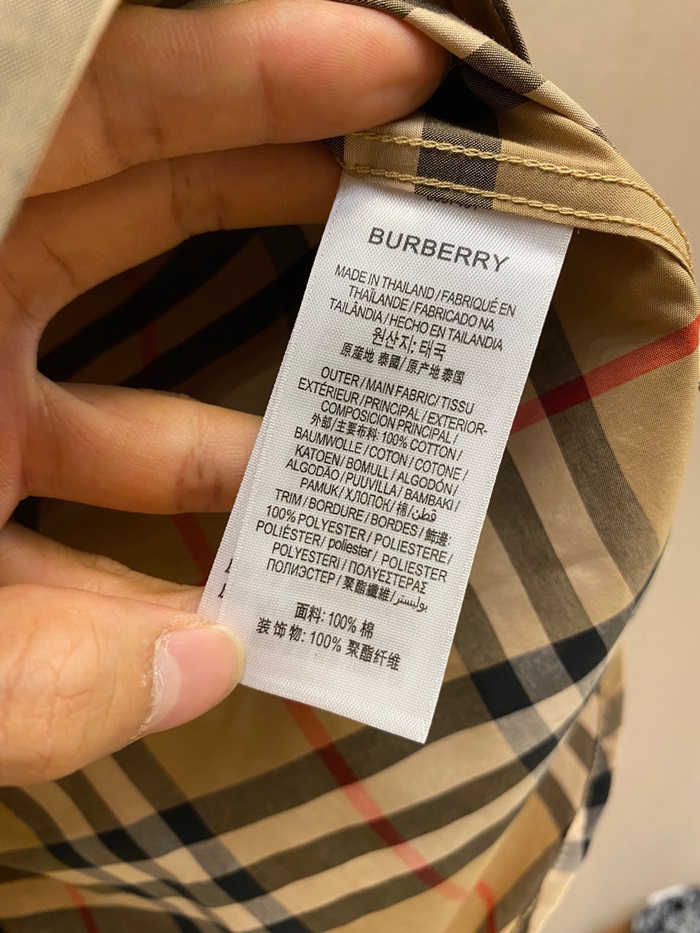 BURBERRY
MADE IN THAILAND / FABRIQUÉ EN
THAÏLANDE / FABRICADO NA
TAILÂNDIA / HECHO EN TAILANDIA
원산지: 태국
原産地 泰國 / 原产地 泰国
OUTER / MAIN FABRIC / TISSU
EXTÉRIEUR / PRINCIPAL / EXTERIOR-
COMPOSICION PRINCIPAL /
外部 / 主要布料: 100% COTTON /
BAUMWOLLE / COTON / COTONE /
KATOEN / BOMULL / ALGODÓN /
ALGODÃO / PUUVILLA / BAMBAKI /
PAMUK / ХЛОПОК / 棉 / قطن
TRIM / BORDURE / BORDES / 飾邊:
100% POLYESTER / POLIESTERE /
POLIÉSTER / poliester / POLIESTER
POLYESTERI / ΠΟΛΥΕΣΤΕΡΑΣ
ПОЛИЭСТЕР / 聚酯纖維 / بوليستر
面料: 100% 棉
装饰物: 100% 聚酯纤维